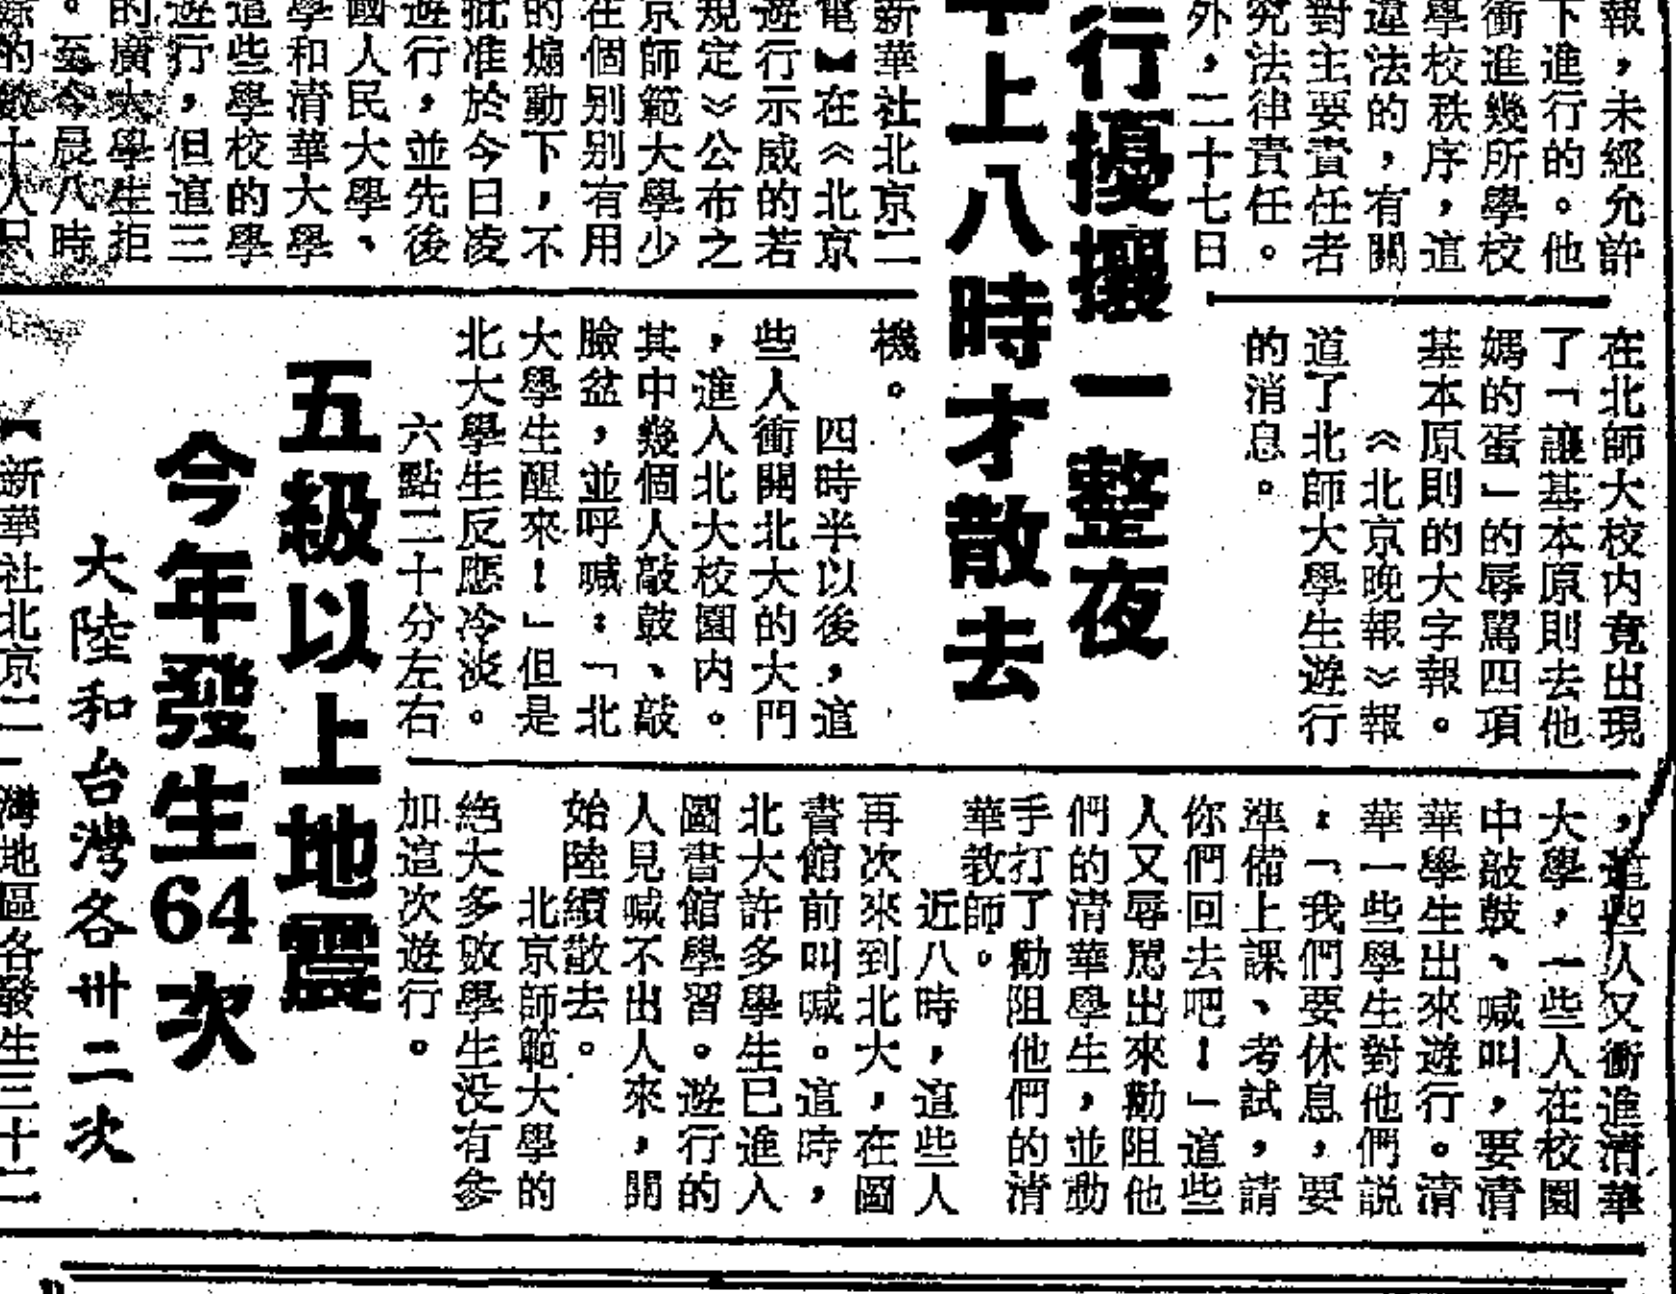 報，未經允許
下進行的。他
衝進幾所學校
學校秩序，這
違法的，有關
對主要責任者
究法律責任。
外，二十七日
在北師大校内竟出現
了「讓基本原則去他
媽的蛋」的辱駡四項
基本原則的大字報。
《北京晚報》報
道了北師大學生遊行
的消息。
行擾攘一整夜
上八時才散去
新華社北京二
電】在《北京
遊行示威的若
規定》公布之
京師範大學少
在個别别有用
的煽動下，不
批准於今日凌
遊行，並先後
國人民大學、
學和清華大學
這些學校的學
遊行，但這三
的廣大學生拒
。至今晨八時
的數十人只
機。
四時半以後，這
些人衝開北大的大門
，進入北大校園内。
其中幾個人敲鼓、敲
臉盆，並呼喊：「北
大學生醒來！」但是
北大學生反應冷淡。
六點二十分左右
，這些人又衝進清華
大學，一些人在校園
中敲鼓、喊叫，要清
華學生出來遊行。清
華一些學生對他們説
：「我們要休息，要
準備上課、考試，請
你們回去吧！」這些
人又辱駡出來勸阻他
們的清華學生，並動
手打了勸阻他們的清
華教師。
近八時，這些人
再次來到北大，在圖
書館前叫喊。這時，
北大許多學生已進入
圖書館學習。遊行的
人見喊不出人來，開
始陸續散去。
北京師範大學的
絶大多數學生没有參
加這次遊行。
五級以上地震
今年發生64次
大陸和台灣各卅二次
【新華社北京二
灣地區各發生三十二